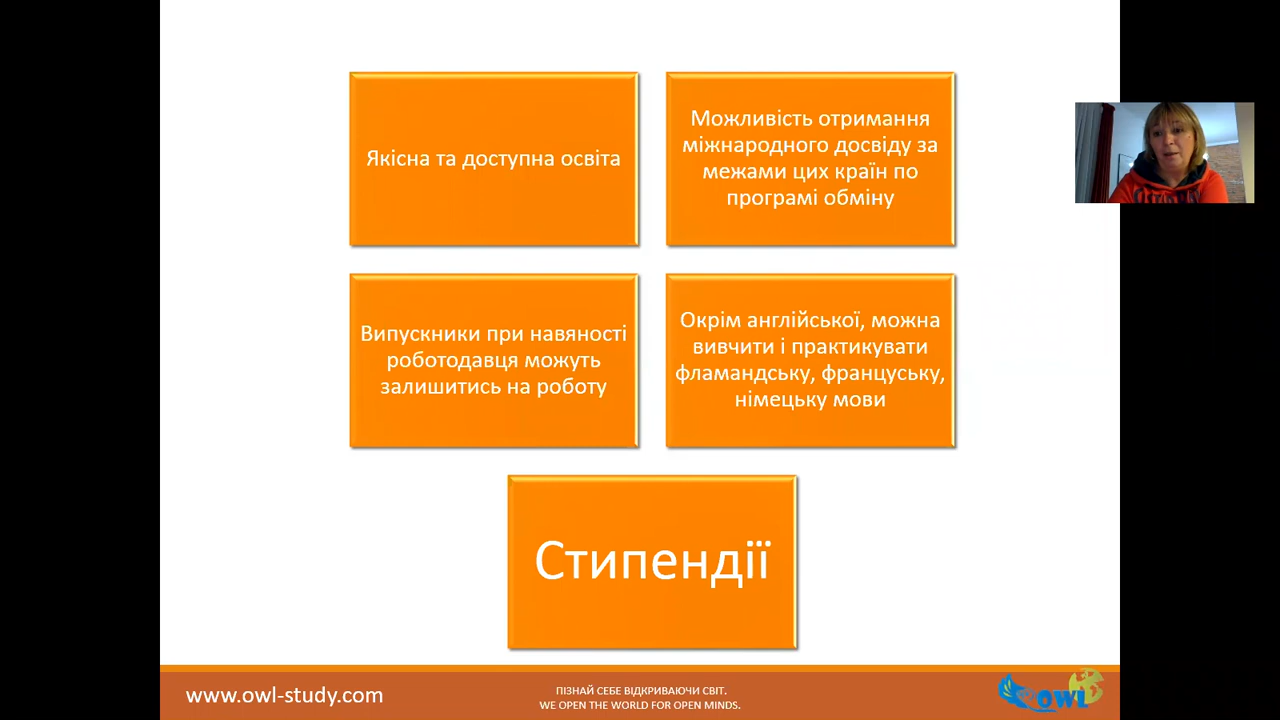 Якісна та доступна освіта
Можливість отримання
міжнародного досвіду за
межами цих країн по
програмі обміну
Випускники при навяності
роботодавця можуть
залишитись на роботу
Окрім англійської, можна
вивчити і практикувати
фламандську, француську,
німецьку мови
Стипендії
www.owl-study.com
ПІЗНАЙ СЕБЕ ВІДКРИВАЮЧИ СВІТ.
WE OPEN THE WORLD FOR OPEN MINDS.
OWL